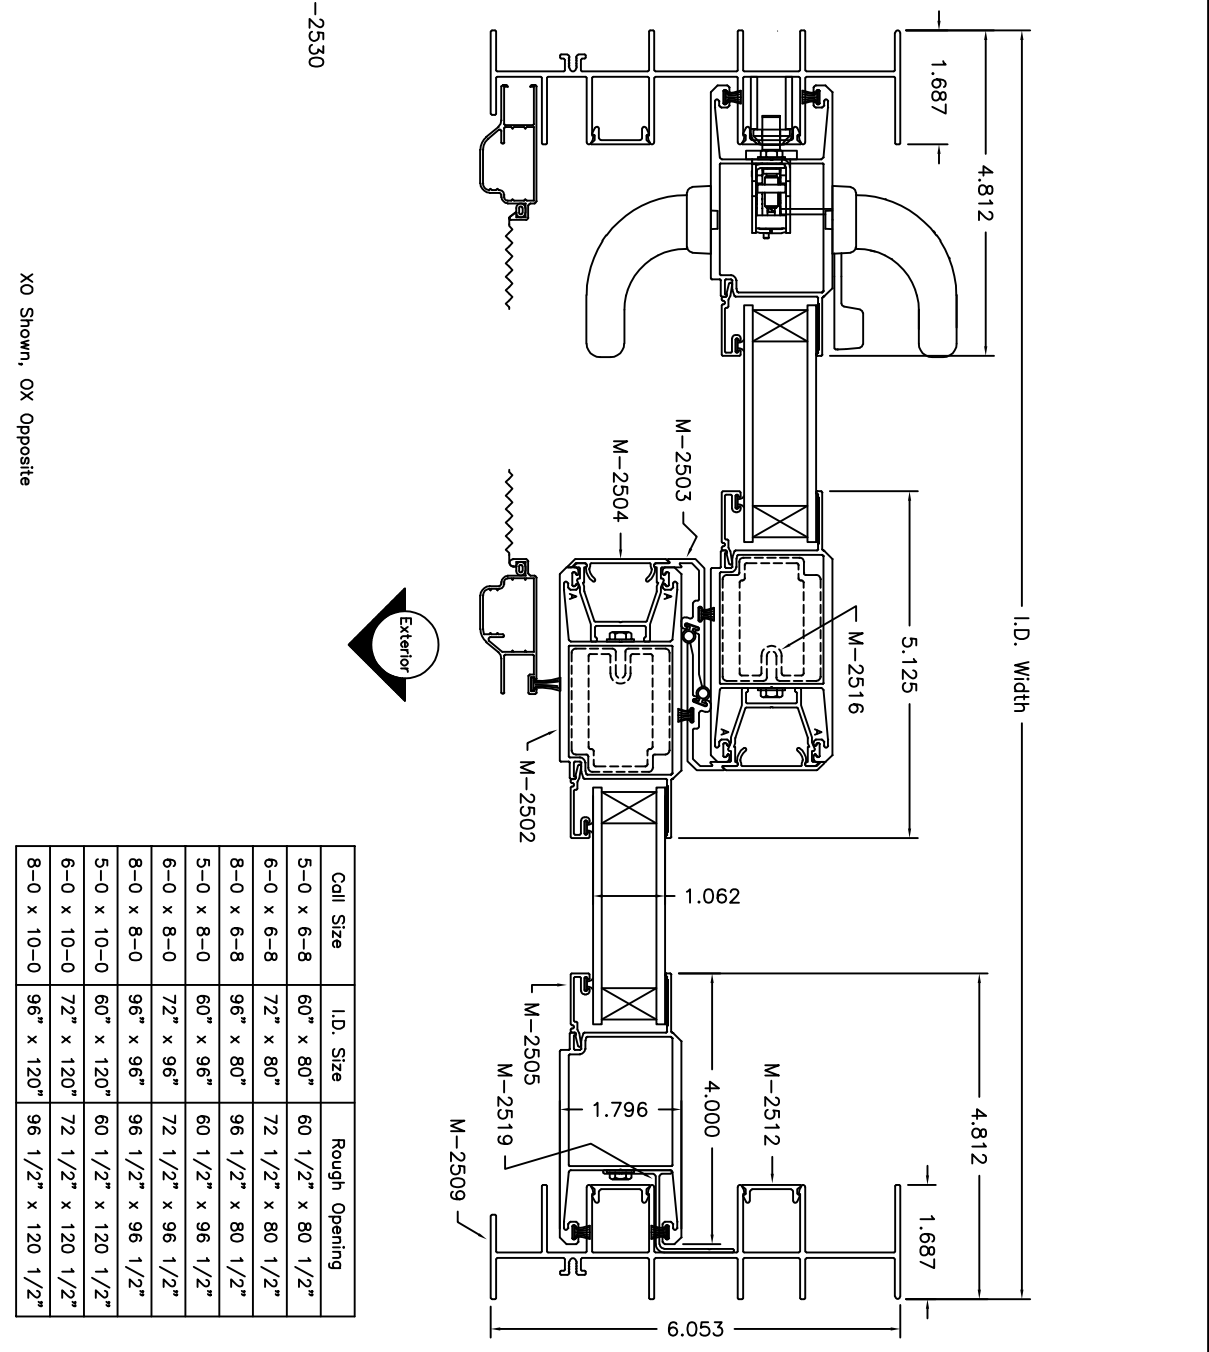 -2530
1.687
4.812
I.D. Width
M-2503
M-2504
M-2516
5.125
A
A
A
A
M-2502
Exterior
XO Shown, OX Opposite
1.062
M-2505
M-2519
M-2509
1.796
4.000
M-2512
4.812
1.687
6.053
Call Size I.D. Size Rough Opening
5-0 x 6-8 60" x 80" 60 1/2" x 80 1/2"
6-0 x 6-8 72" x 80" 72 1/2" x 80 1/2"
8-0 x 6-8 96" x 80" 96 1/2" x 80 1/2"
5-0 x 8-0 60" x 96" 60 1/2" x 96 1/2"
6-0 x 8-0 72" x 96" 72 1/2" x 96 1/2"
8-0 x 8-0 96" x 96" 96 1/2" x 96 1/2"
5-0 x 10-0 60" x 120" 60 1/2" x 120 1/2"
6-0 x 10-0 72" x 120" 72 1/2" x 120 1/2"
8-0 x 10-0 96" x 120" 96 1/2" x 120 1/2"